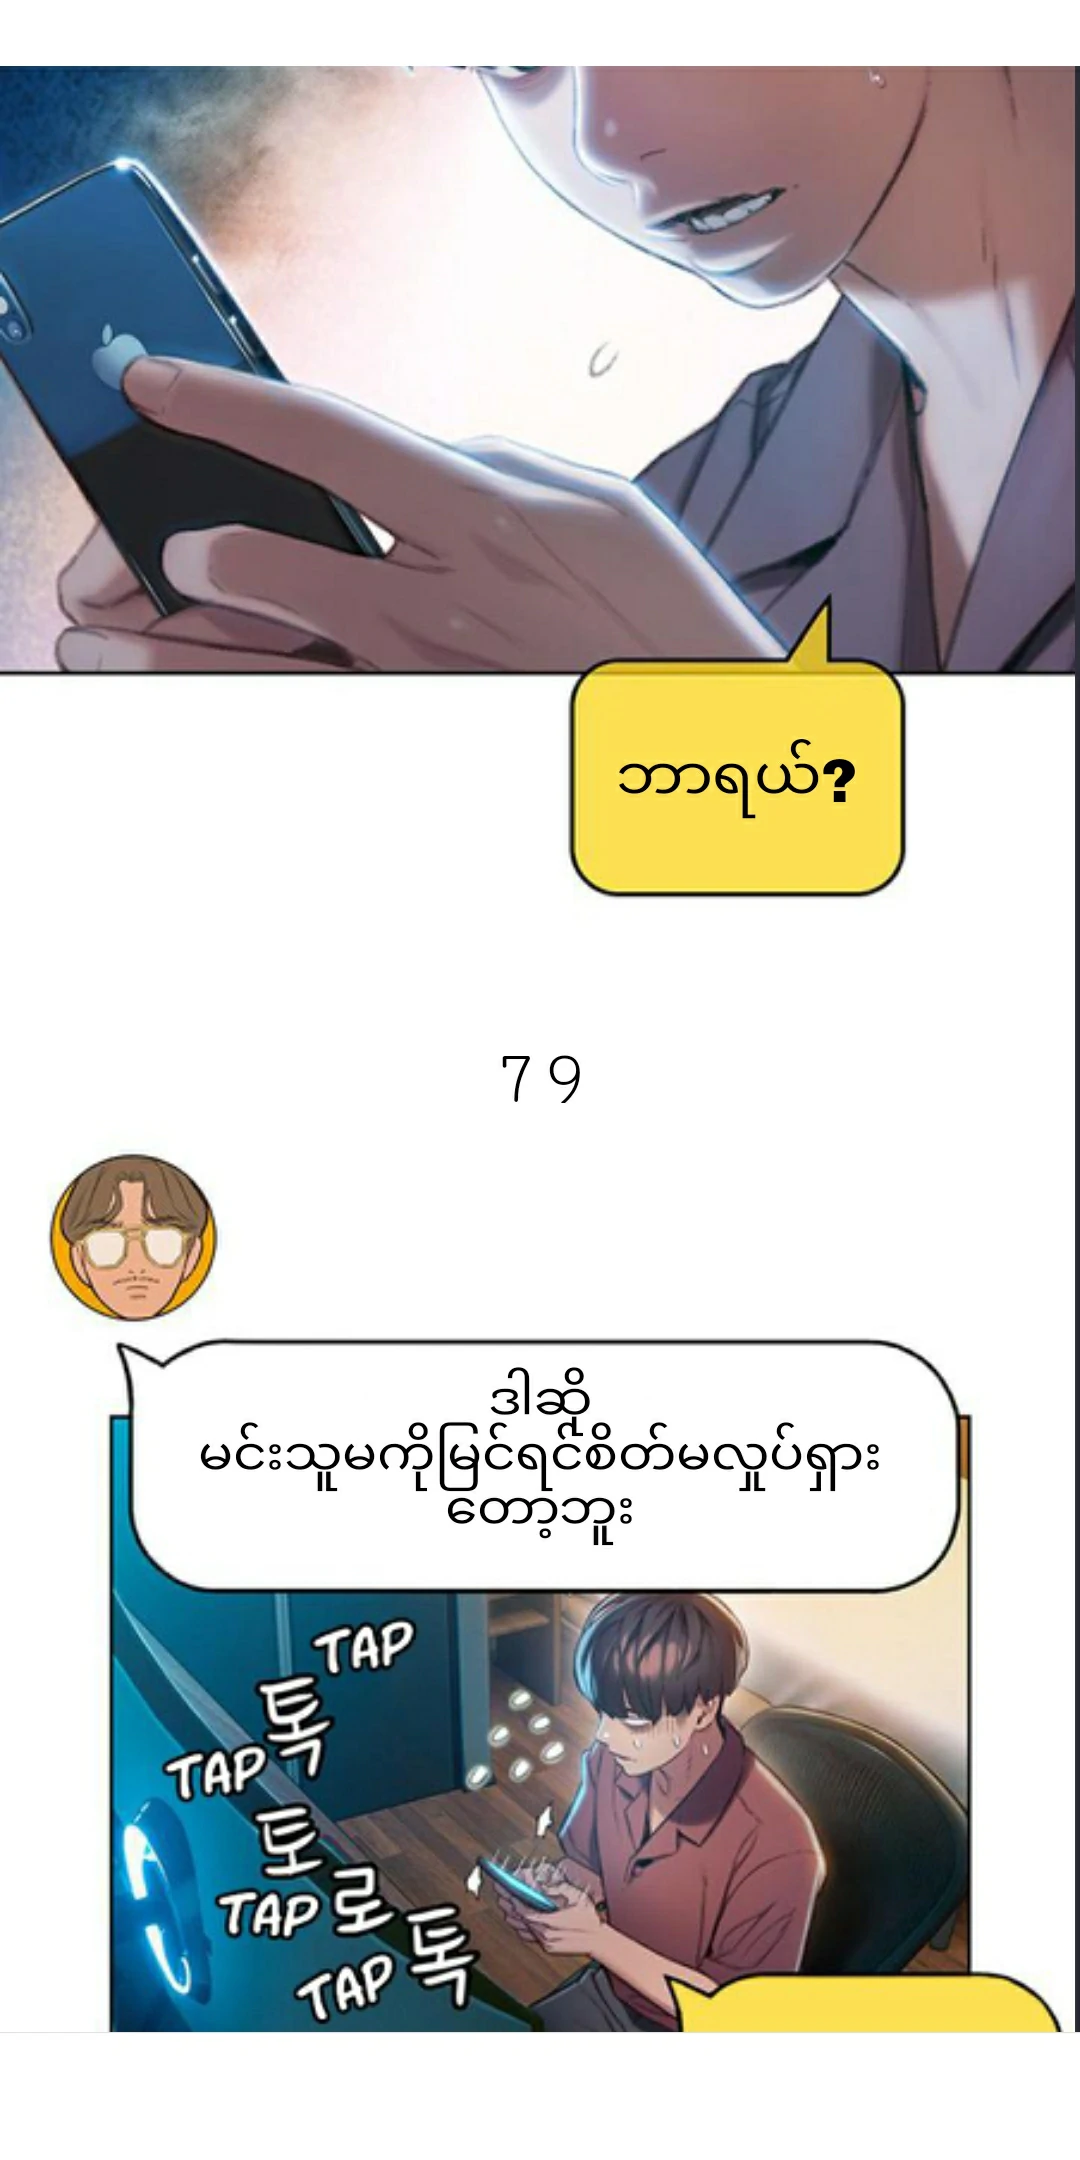 ဘာရယ်?
79
ဒါဆို
မင်းသူမကိုမြင်ရင်စိတ်မလှုပ်ရှား
တော့ဘူး
TAP
톡
TAP
토
TAP 로
TAP 톡